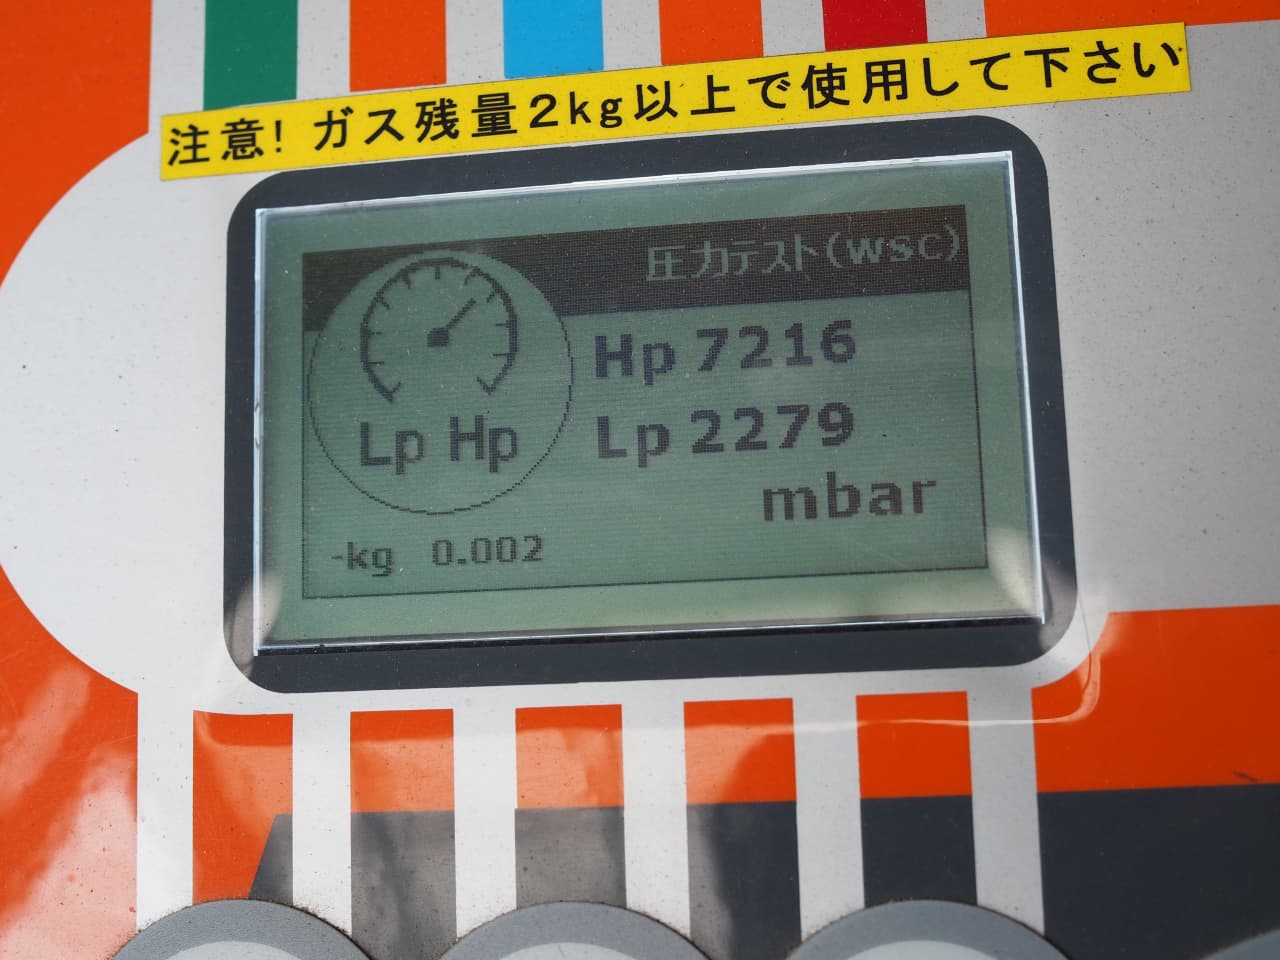 注意! ガス残量2kg以上で使用して下さい
圧力テスト(WSC)
Hp 7216
Lp 2279
mbar
Lp Hp
-kg 0.002